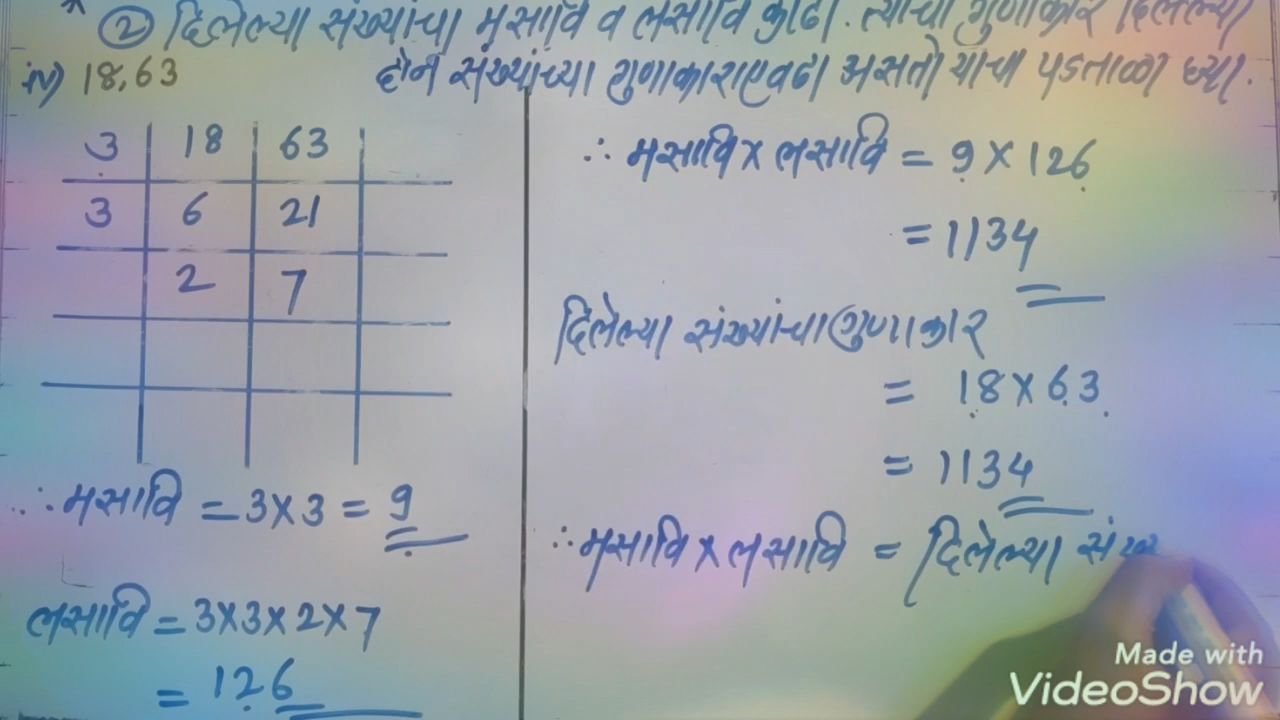 ② दिलेल्या संख्यांचा मसावि व लसावि काढा. त्यांचा गुणाकार दिलेल्या
iv) 18,63 दोन संख्यांच्या गुणाकाराएवढा असतो याचा पडताळा घ्या.
3 18 63
3 6 21
2 7
∴ मसावि = 3×3 = 9
लसावि = 3×3×2×7
= 126
∴ मसावि × लसावि = 9 × 126
= 1134
दिलेल्या संख्यांचा गुणाकार
= 18 × 63
= 1134
∴ मसावि × लसावि = दिलेल्या
Made with
VideoShow